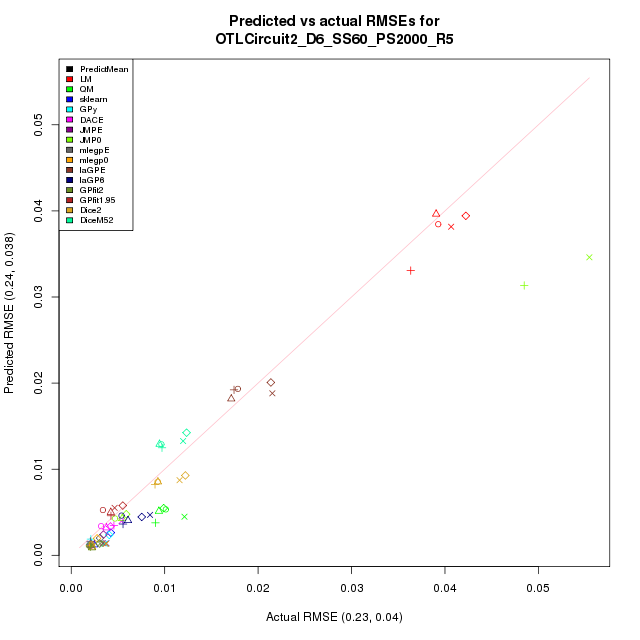 Predicted vs actual RMSEs for
OTLCircuit2_D6_SS60_PS2000_R5
PredictMean
LM
QM
sklearn
GPy
DACE
JMPE
JMP0
mlegpE
mlegp0
laGPE
laGP6
GPfit2
GPfit1.95
Dice2
DiceM52
Predicted RMSE (0.24, 0.038)
0.05
0.04
0.03
0.02
0.01
0.00
0.00 0.01 0.02 0.03 0.04 0.05
Actual RMSE (0.23, 0.04)